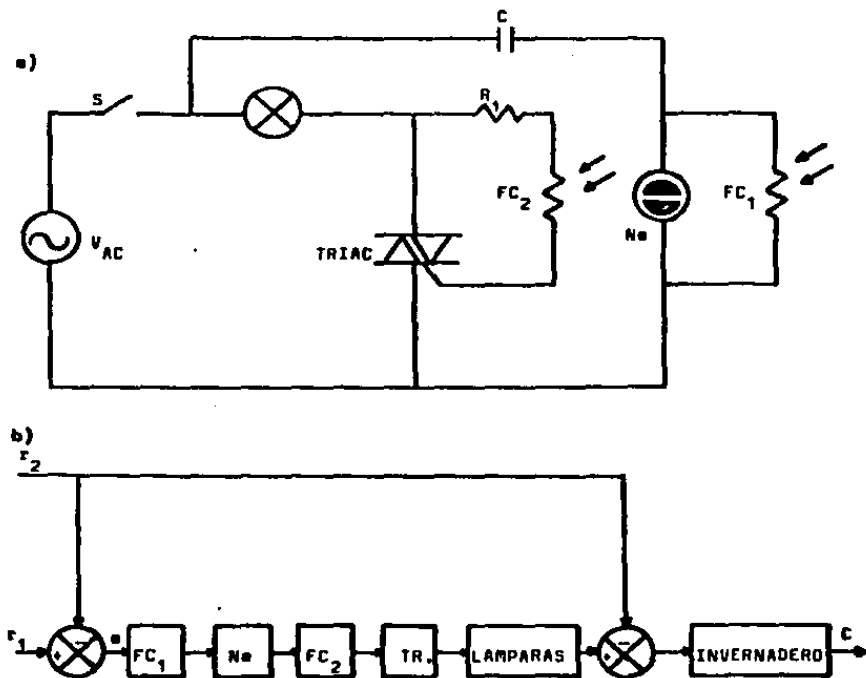 C
a)
S
R1
FC2
FC1
VAC
TRIAC
Ne
b)
r2
r1
+
-
e
FC1
Ne
FC2
TR.
LAMPARAS
+
-
INVERNADERO
C